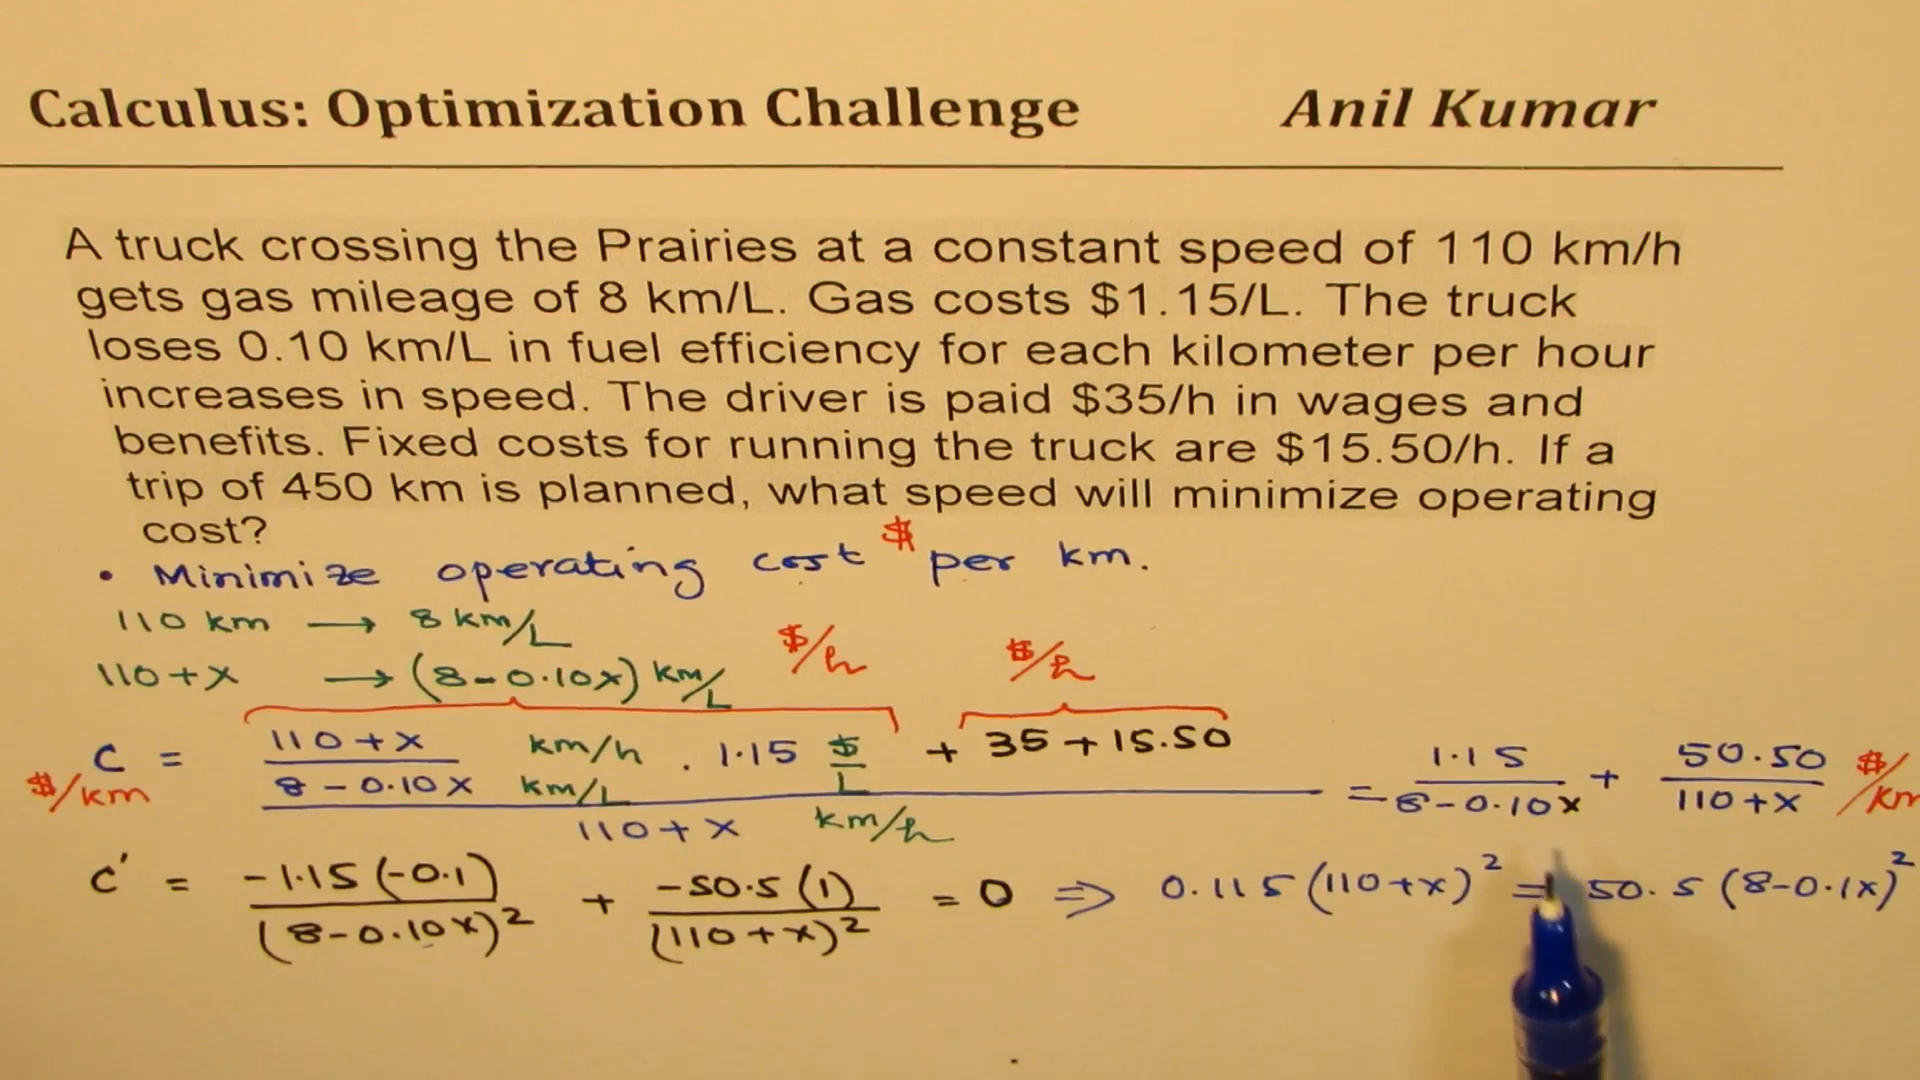 Calculus: Optimization Challenge Anil Kumar
A truck crossing the Prairies at a constant speed of 110 km/h
gets gas mileage of 8 km/L. Gas costs $1.15/L. The truck
loses 0.10 km/L in fuel efficiency for each kilometer per hour
increases in speed. The driver is paid $35/h in wages and
benefits. Fixed costs for running the truck are $15.50/h. If a
trip of 450 km is planned, what speed will minimize operating
cost?
• Minimize operating cost $ per km.
110 km → 8 km/L
110+x → (8-0.10x) km/L $/h $/h
110+x km/h . 1.15 $ + 35+15.50
C = = 1.15 + 50.50 $/km
$/km 8-0.10x km/L L 8-0.10x 110+x
110+x km/h
C' = -1.15(-0.1) + -50.5(1) = 0 ⇒ 0.115(110+x)² = 50.5(8-0.1x)²
(8-0.10x)² (110+x)²